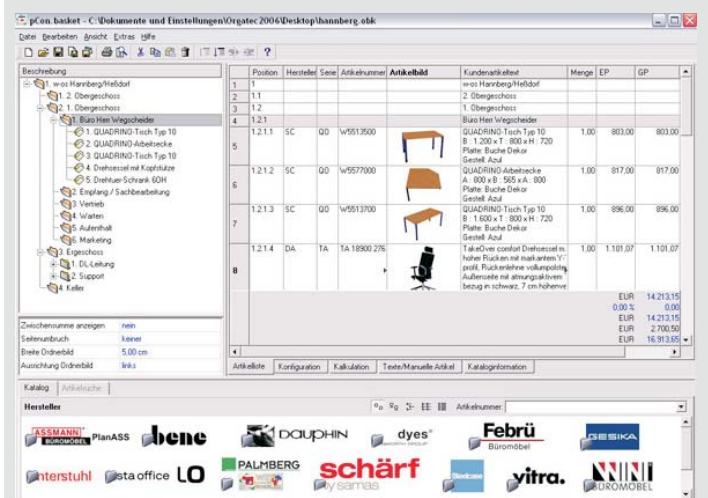 pCon.basket - C:\Dokumente und Einstellungen\Orgatec2006\Desktop\hannberg.obk
Datei Bearbeiten Ansicht Extras Hilfe
Beschreibung
1. w-os Hannberg/Heßdorf
1. 2. Obergeschoss
2. 1. Obergeschoss
1. Büro Herr Wegscheider
1. QUADRINO-Tisch Typ 10
2. QUADRINO-Arbeitsecke
3. QUADRINO-Tisch Typ 10
4. Drehsessel mit Kopfstütze
5. Drehtuer-Schrank 6OH
2. Empfang / Sachbearbeitung
3. Vertrieb
4. Warten
5. Aufenthalt
6. Marketing
3. Ergeschoss
1. DL-Leitung
2. Support
4. Keller
Zwischensumme anzeigen nein
Seitenumbruch keiner
Breite Ordnerbild 5,00 cm
Ausrichtung Ordnerbild links
Position Hersteller Serie Artikelnummer Artikelbild Kundenartikeltext Menge EP GP
1 1 w-os Hannberg/Heßdorf
2 1.1 2. Obergeschoss
3 1.2 1. Obergeschoss
4 1.2.1 Büro Herr Wegscheider
5 1.2.1.1 SC QD W5513500 QUADRINO-Tisch Typ 10 1,00 803,00 803,00
B : 1.200 x T : 800 x H : 720
Platte: Buche Dekor
Gestell: Azul
6 1.2.1.2 SC QD W5577000 QUADRINO-Arbeitsecke 1,00 817,00 817,00
A : 800 x B : 565 x A : 800
Platte: Buche Dekor
Gestell: Azul
7 1.2.1.3 SC QD W5513700 QUADRINO-Tisch Typ 10 1,00 896,00 896,00
B : 1.600 x T : 800 x H : 720
Platte: Buche Dekor
Gestell: Azul
8 1.2.1.4 DA TA TA 18900 276 TakeOver comfort Drehsessel m. 1,00 1.101,07 1.101,07
hoher Rücken mit markantem Y-
profil, Rückenlehne vollumpolster
Außenseite mit atmungsaktivem
bezug in schwarz, 7 cm höhenve
EUR 14.213,15
0,00 % 0,00
EUR 14.213,15
EUR 2.700,50
EUR 16.913,65
Artikelliste Konfiguration Kalkulation Texte/Manuelle Artikel Kataloginformation
Katalog Artikelsuche
Hersteller Artikelnummer:
ASSMANN BÜROMÖBEL PlanASS bene DAUPHIN dyes Febru Büromöbel GESIKA
interstuhl sta office LO PALMBERG schärf by samas Steelcase vitra. WINI BÜROMÖBEL